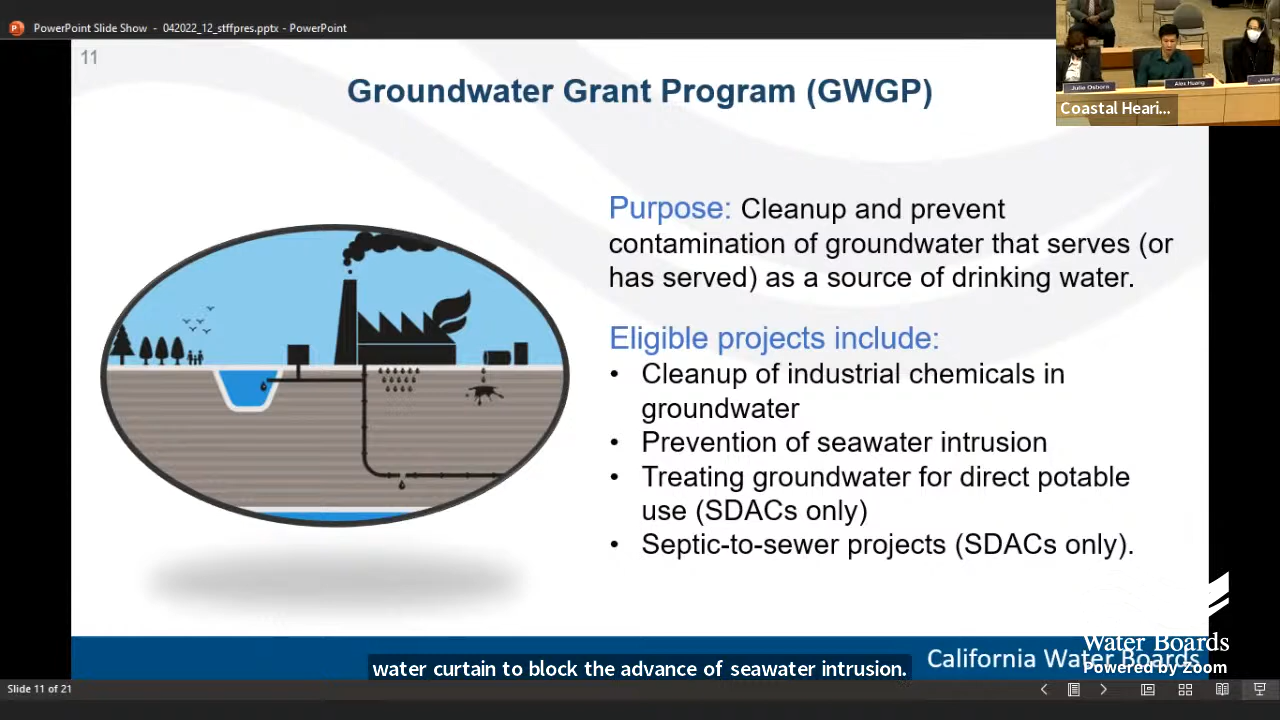 PowerPoint Slide Show - 042022_12_stffpres.pptx - PowerPoint
11
Groundwater Grant Program (GWGP)
Julie Osborn
Alex Huang
Coastal Heari...
Purpose: Cleanup and prevent
contamination of groundwater that serves (or
has served) as a source of drinking water.
Eligible projects include:
• Cleanup of industrial chemicals in
groundwater
• Prevention of seawater intrusion
• Treating groundwater for direct potable
use (SDACs only)
• Septic-to-sewer projects (SDACs only).
Water Boards
California Water Boards
Powered by Zoom
water curtain to block the advance of seawater intrusion.
Slide 11 of 21